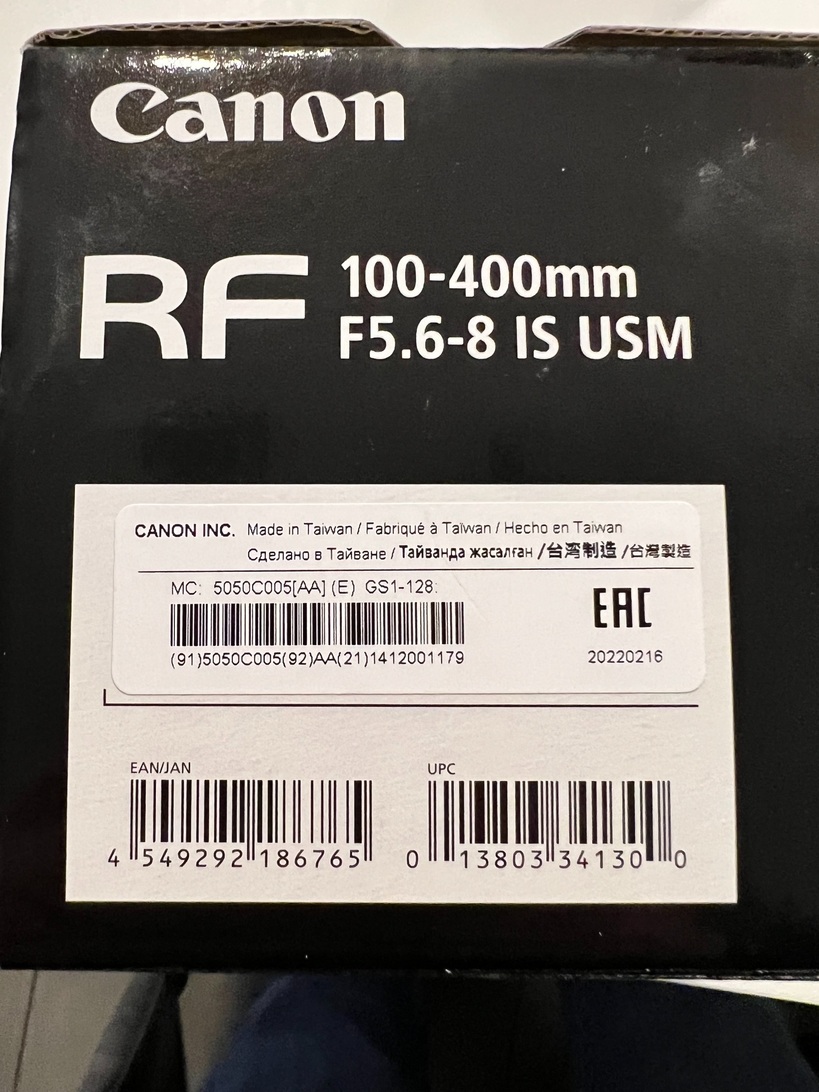 Canon
RF 100-400mm
F5.6-8 IS USM
CANON INC. Made in Taiwan / Fabriqué à Taïwan / Hecho en Taiwan
Сделано в Тайване / Тайванда жасалған /台湾制造 /台灣製造
MC: 5050C005[AA] (E) GS1-128:
EAC
(91)5050C005(92)AA(21)1412001179
20220216
EAN/JAN
UPC
4 549292 186765
0 13803 34130 0